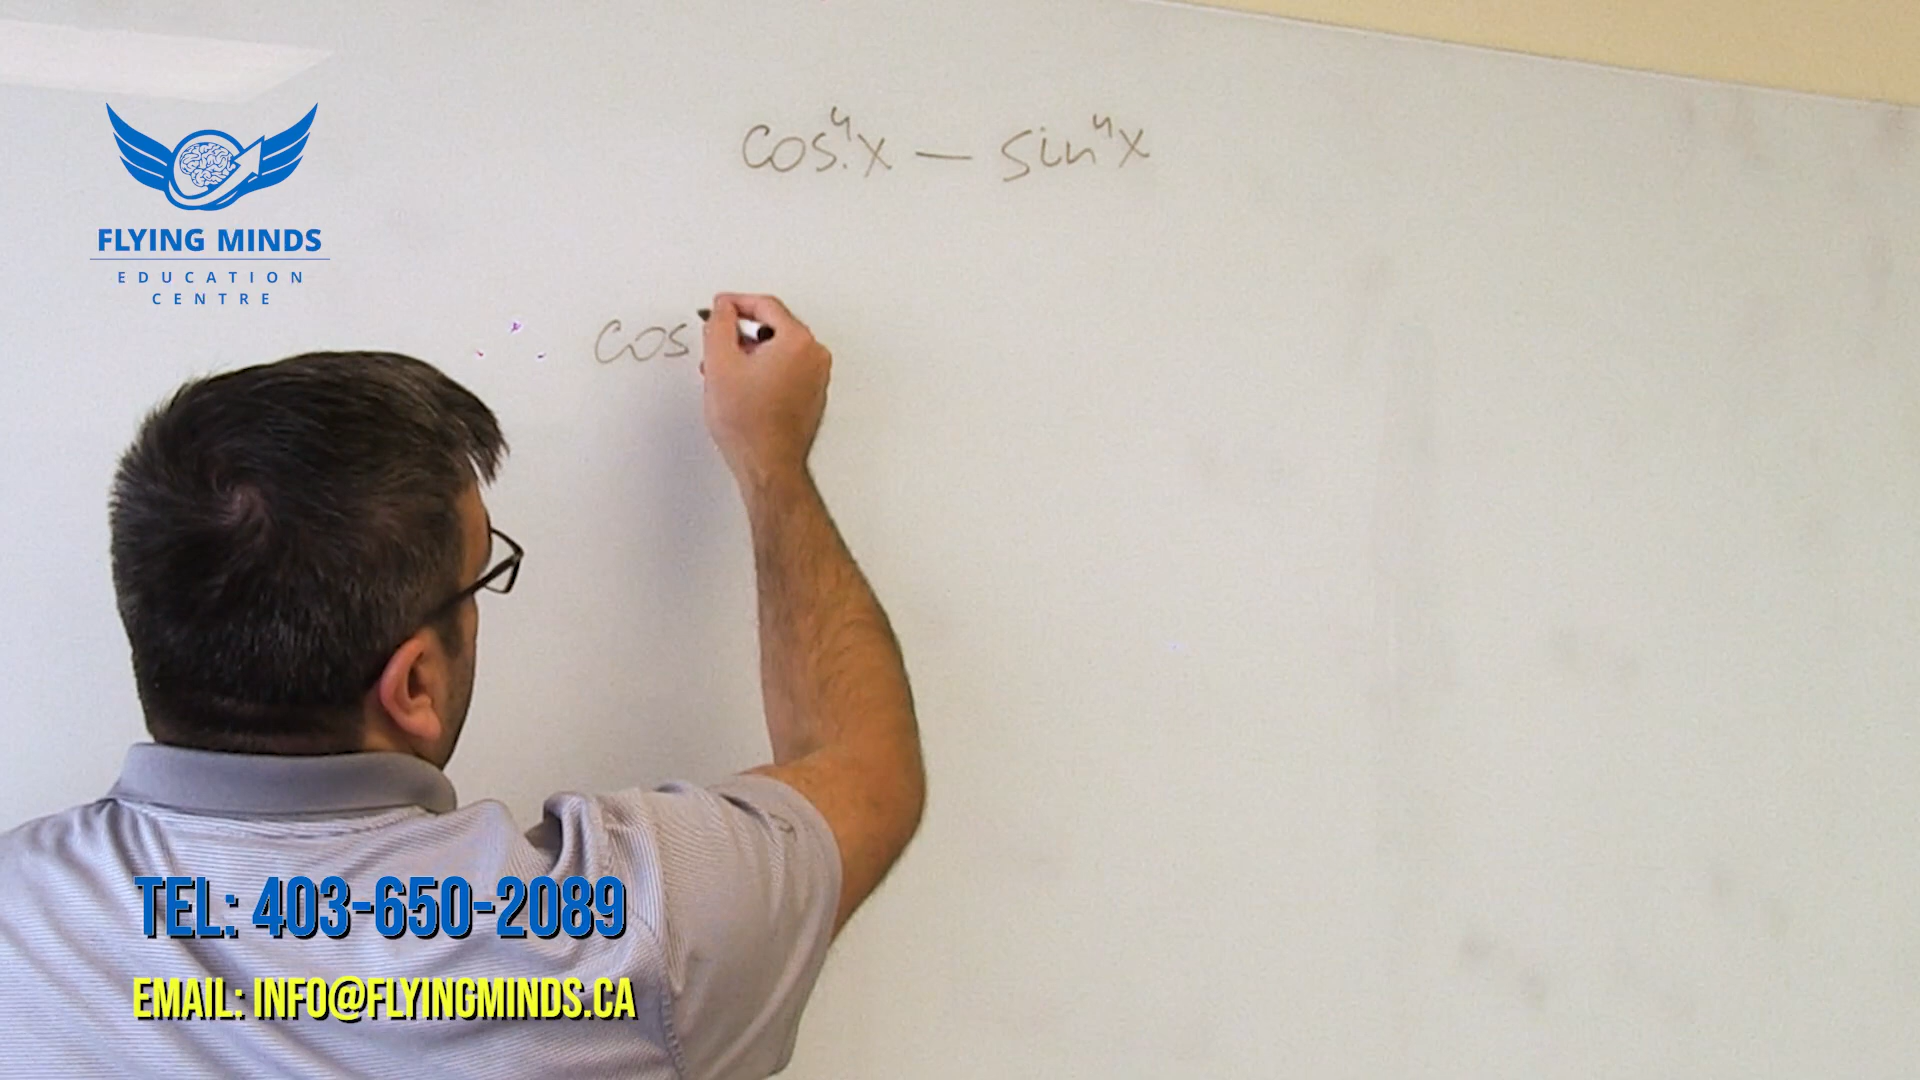 cos⁴x – sin⁴x
FLYING MINDS
EDUCATION
CENTRE
cos
TEL: 403-650-2089
EMAIL: INFO@FLYINGMINDS.CA